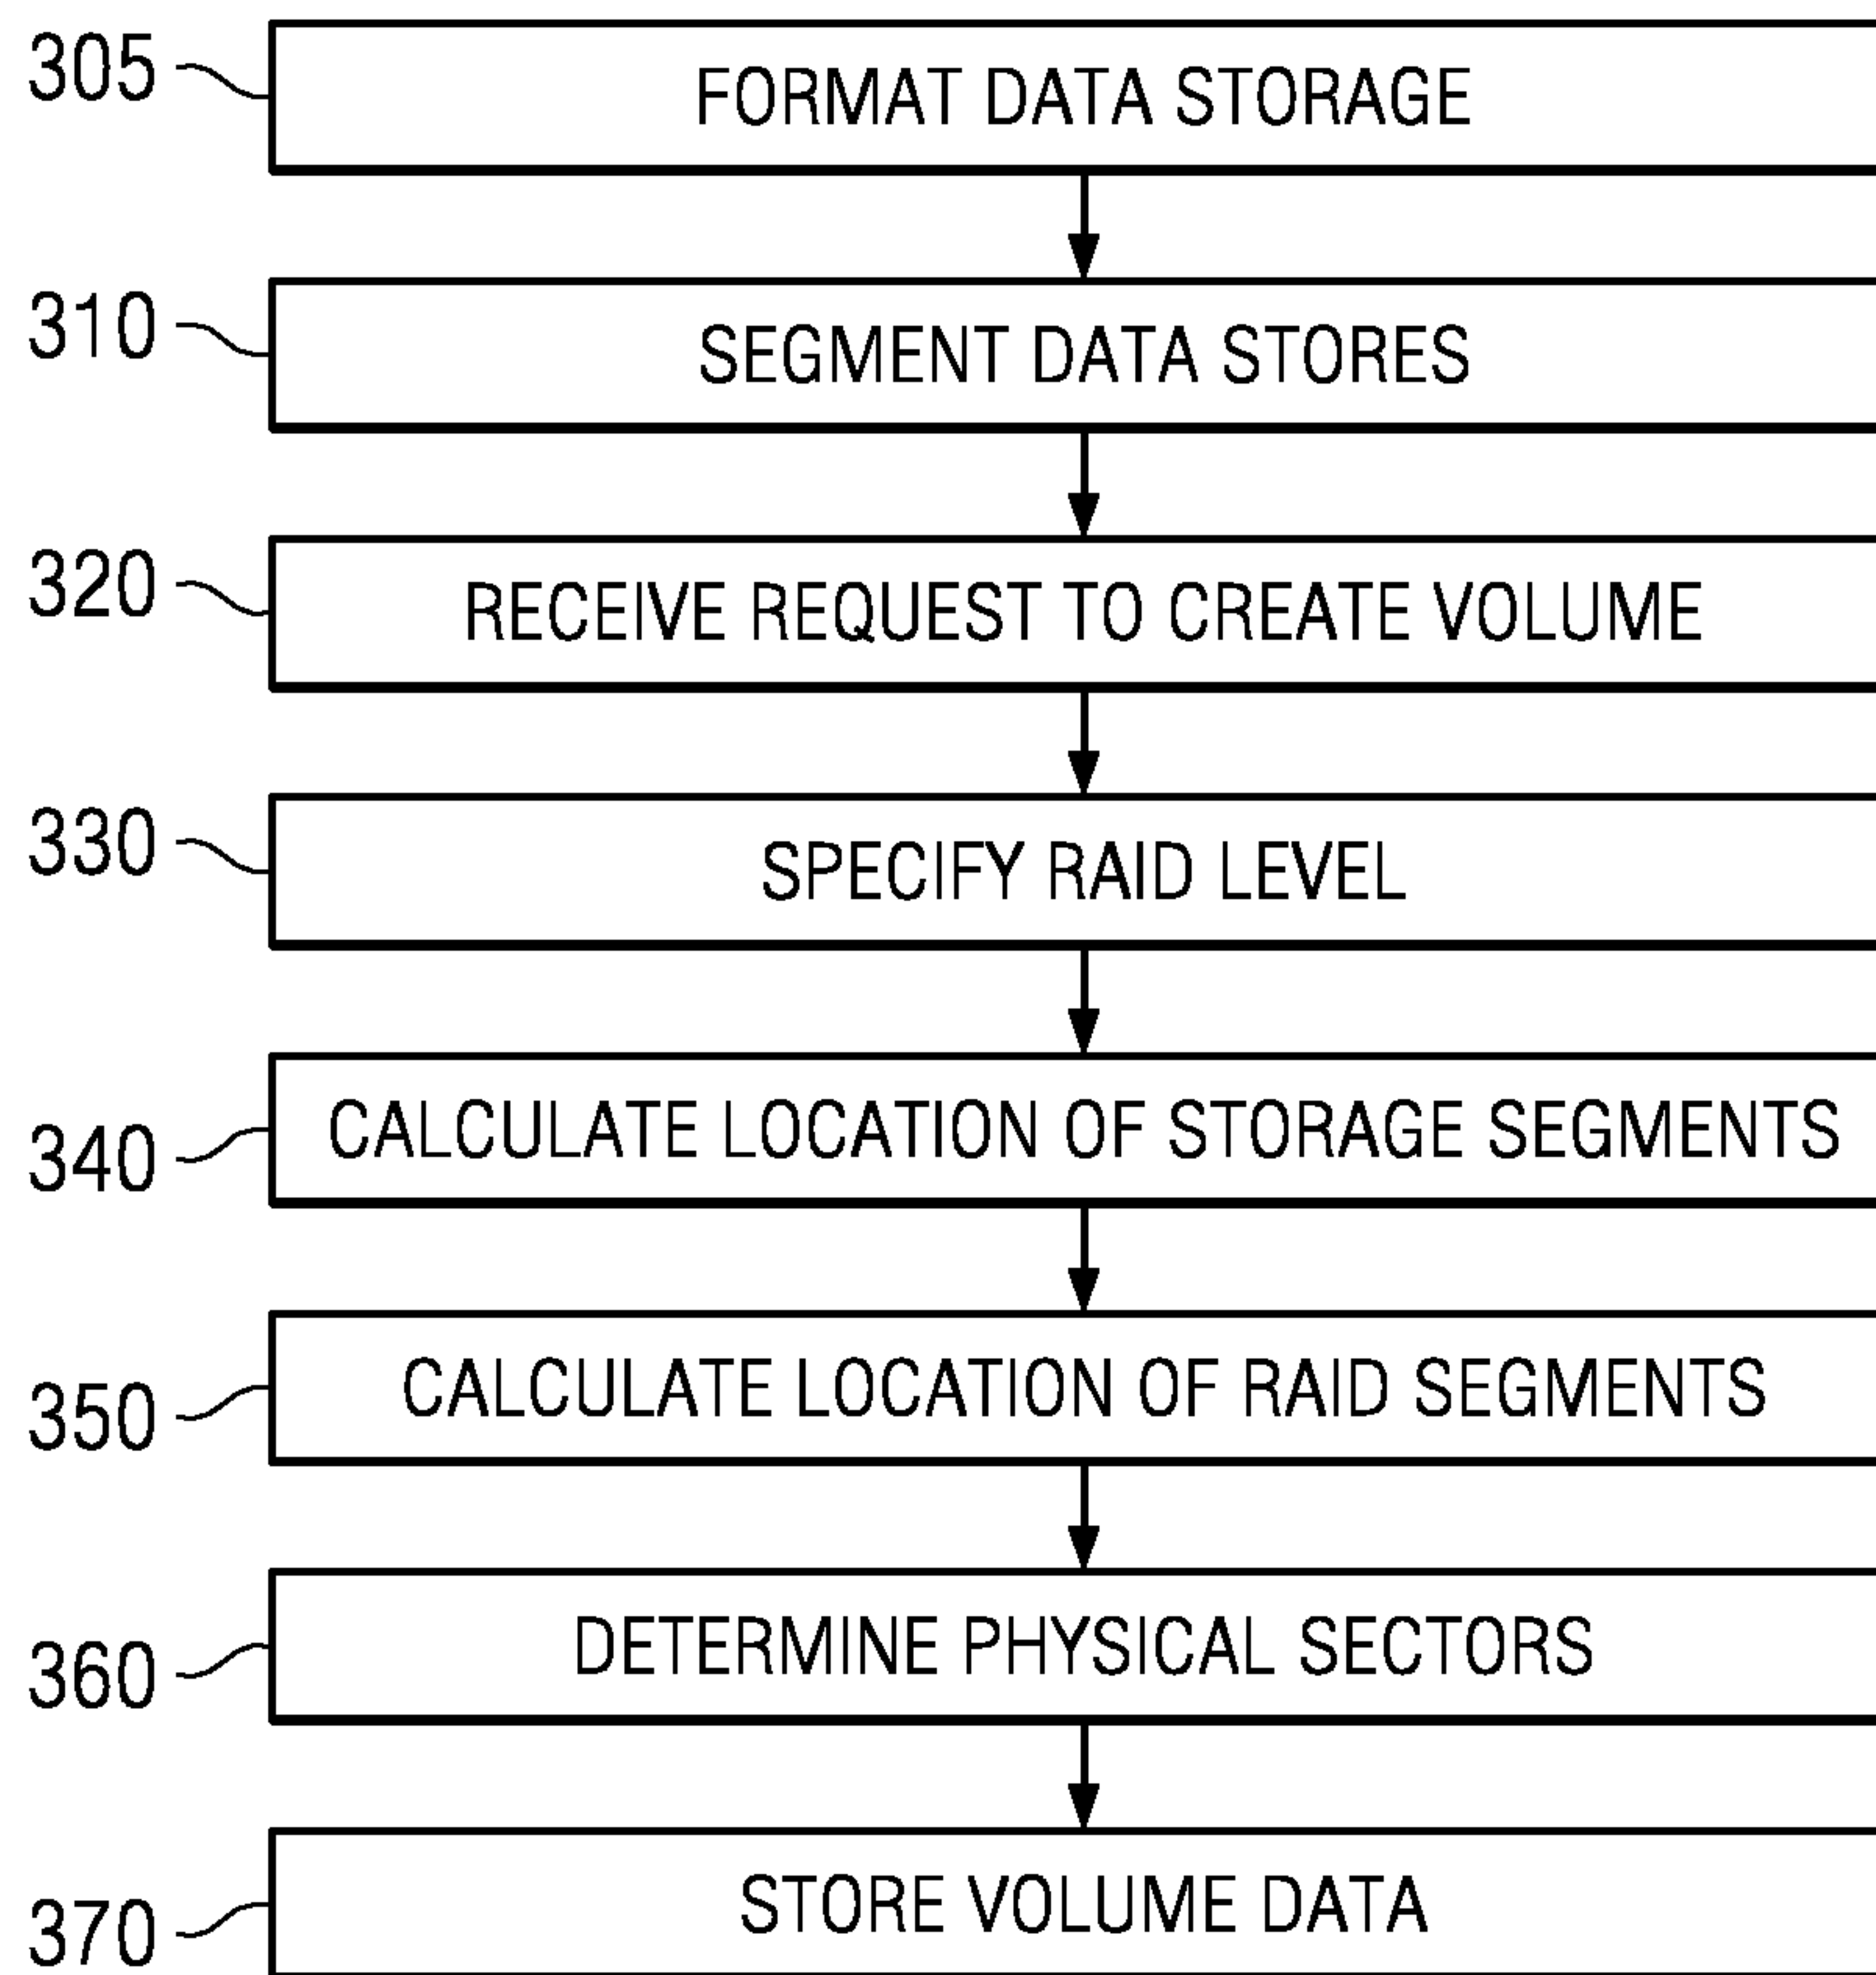 305 FORMAT DATA STORAGE
310 SEGMENT DATA STORES
320 RECEIVE REQUEST TO CREATE VOLUME
330 SPECIFY RAID LEVEL
340 CALCULATE LOCATION OF STORAGE SEGMENTS
350 CALCULATE LOCATION OF RAID SEGMENTS
360 DETERMINE PHYSICAL SECTORS
370 STORE VOLUME DATA